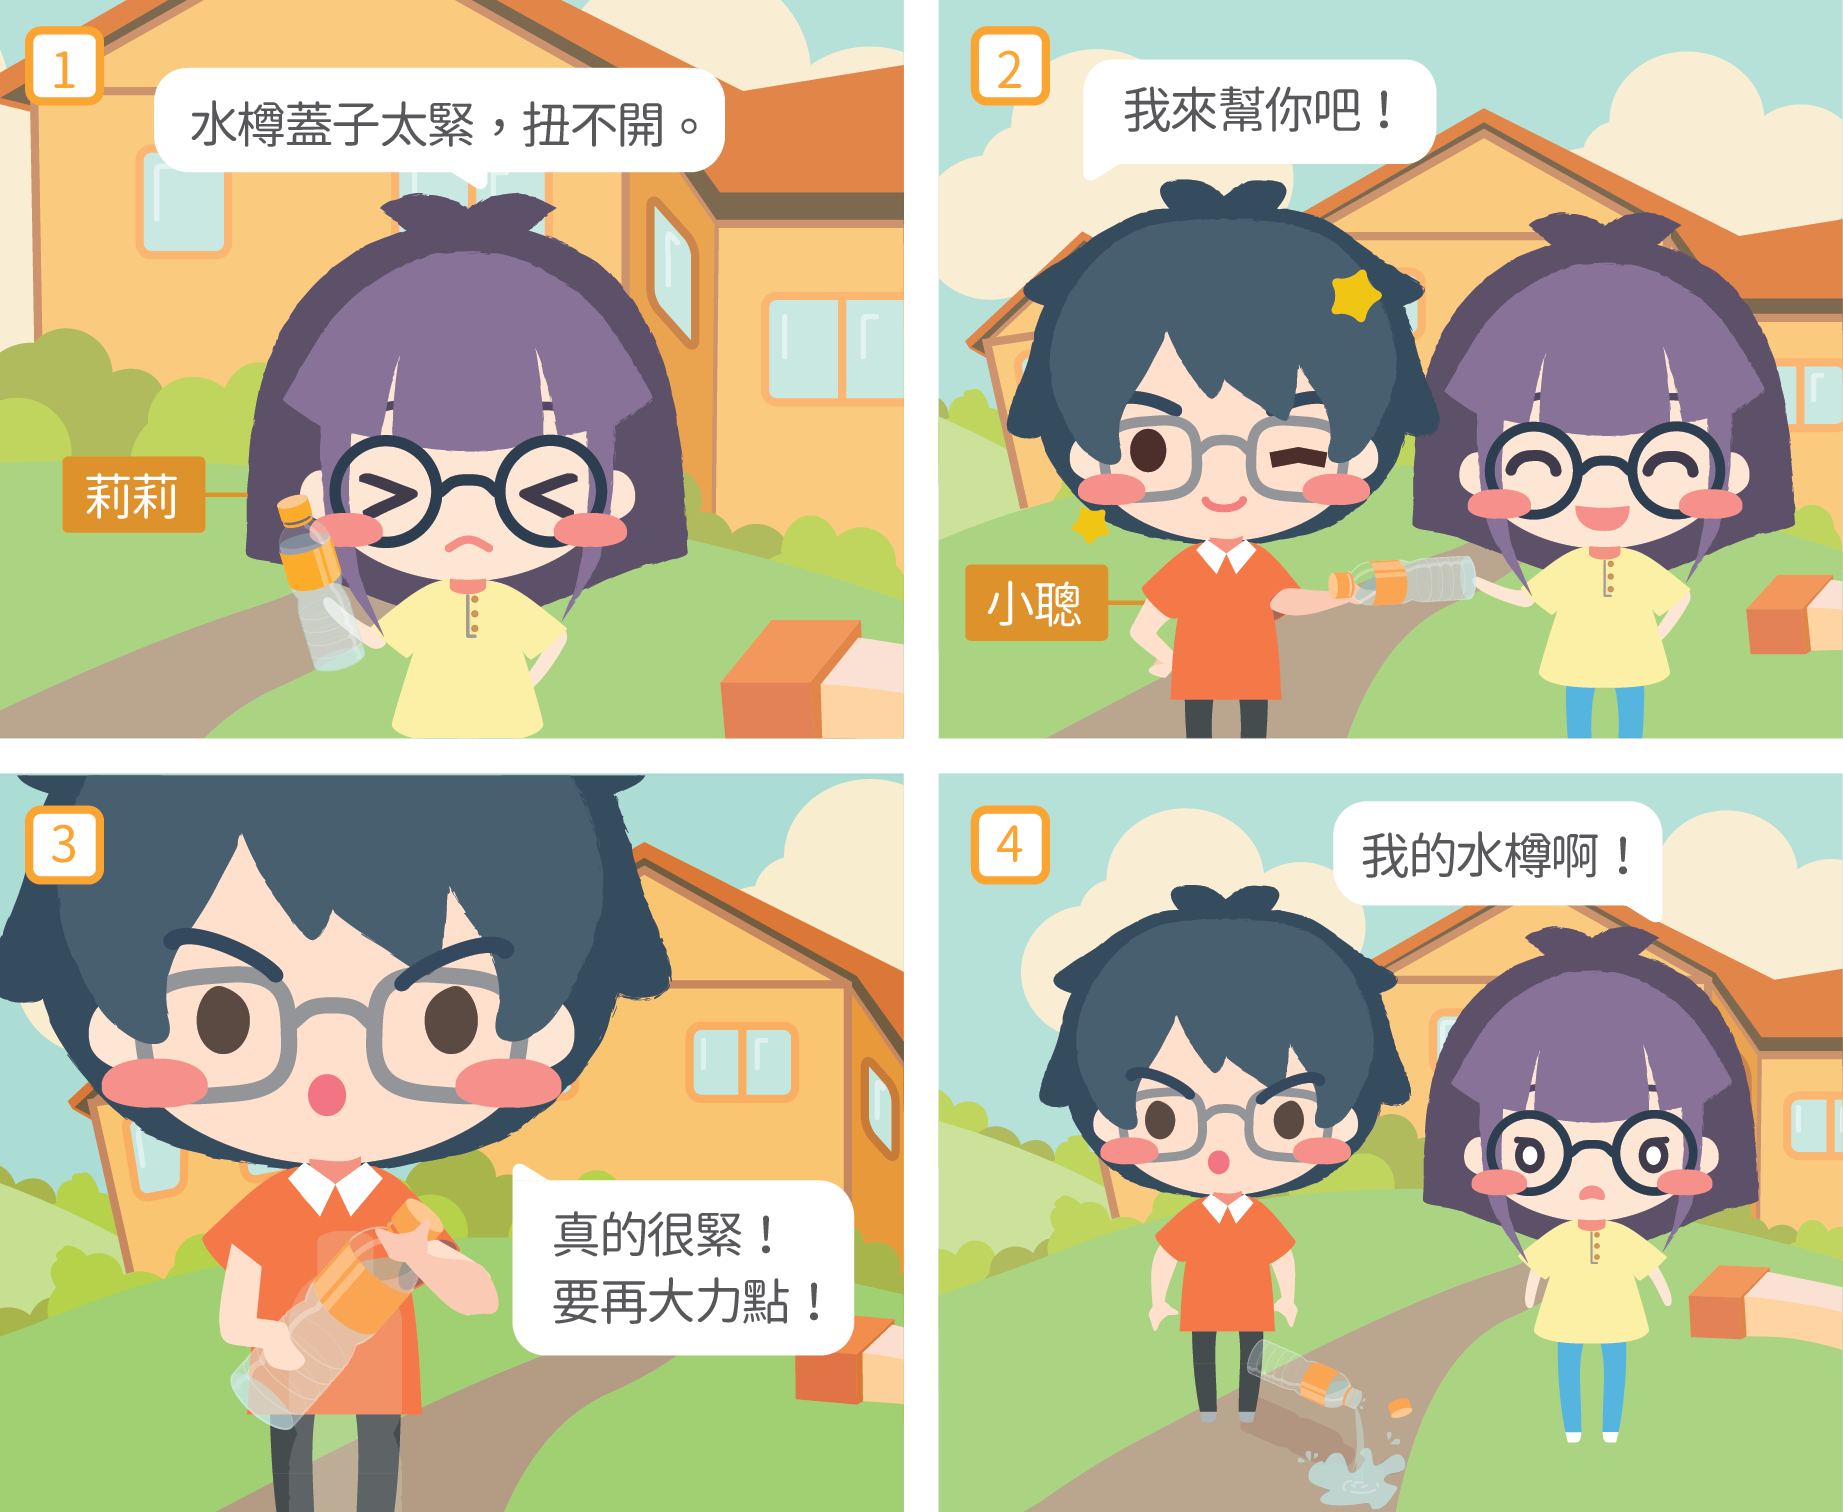 1
水樽蓋子太緊，扭不開。
莉莉
2
我來幫你吧！
小聰
3
真的很緊！
要再大力點！
4
我的水樽啊！